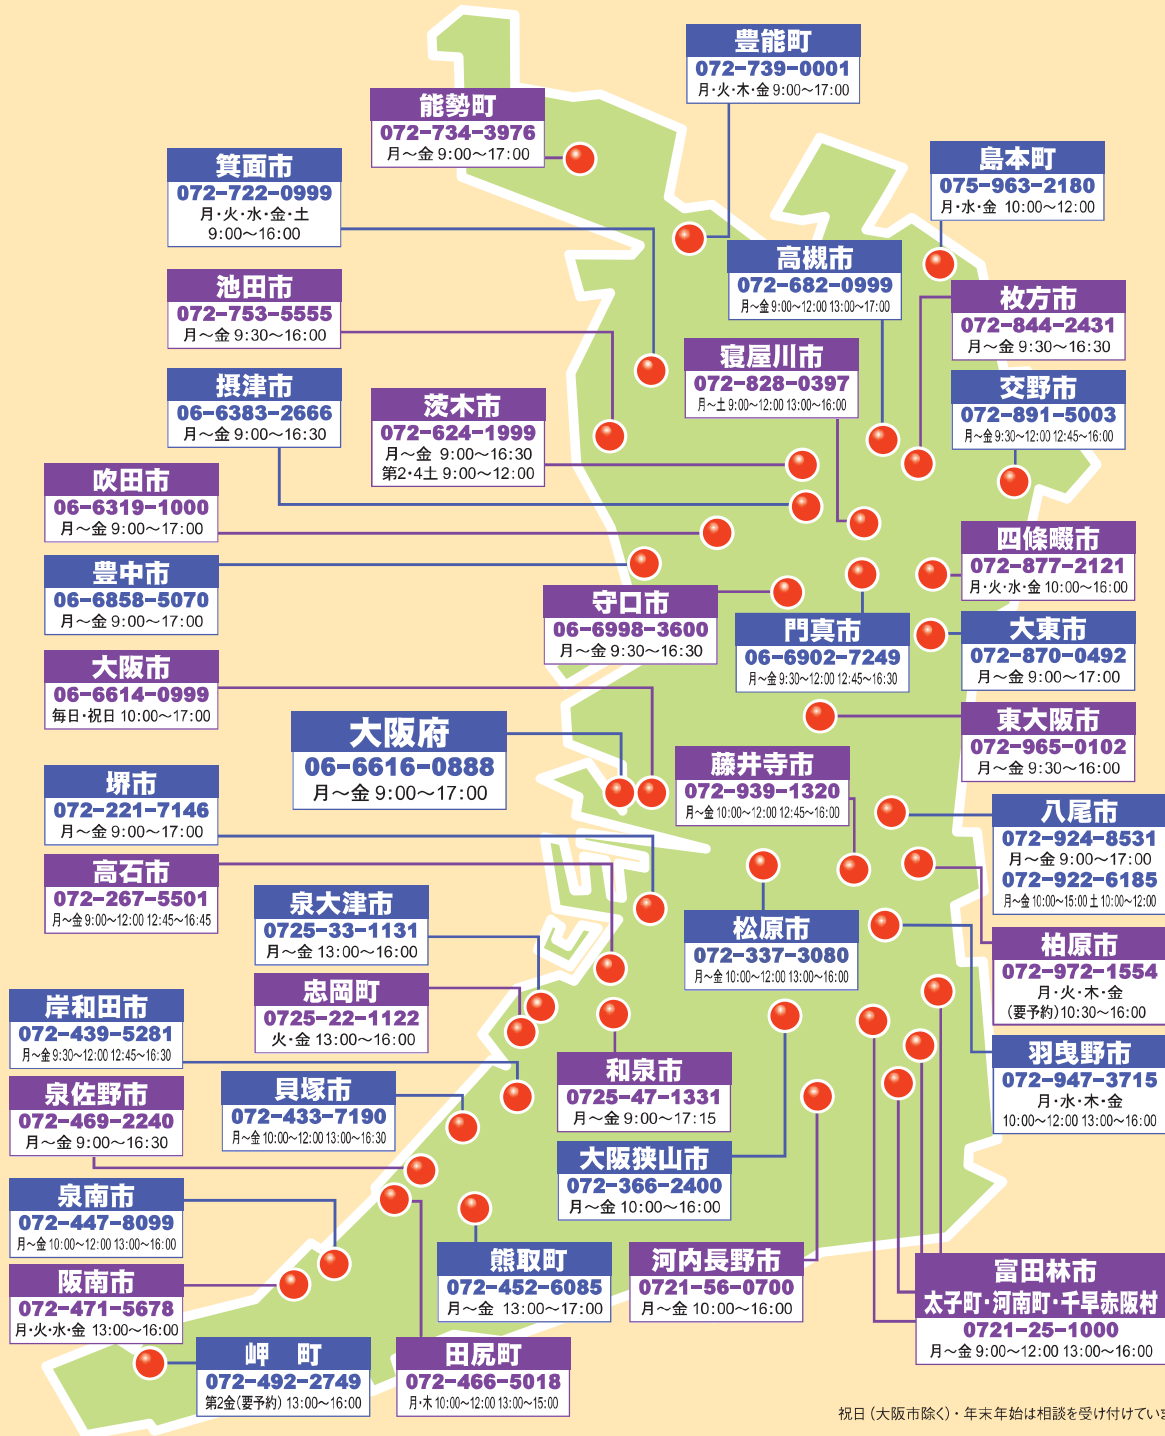 豊能町
072-739-0001
月・火・木・金 9:00〜17:00
能勢町
072-734-3976
月〜金 9:00〜17:00
箕面市
072-722-0999
月・火・水・金・土
9:00〜16:00
島本町
075-963-2180
月・水・金 10:00〜12:00
高槻市
072-682-0999
月〜金 9:00〜12:00 13:00〜17:00
池田市
072-753-5555
月〜金 9:30〜16:00
枚方市
072-844-2431
月〜金 9:30〜16:30
寝屋川市
072-828-0397
月〜土 9:00〜12:00 13:00〜16:00
摂津市
06-6383-2666
月〜金 9:00〜16:30
茨木市
072-624-1999
月〜金 9:00〜16:30
第2・4土 9:00〜12:00
交野市
072-891-5003
月〜金 9:30〜12:00 12:45〜16:00
吹田市
06-6319-1000
月〜金 9:00〜17:00
四條畷市
072-877-2121
月・火・水・金 10:00〜16:00
豊中市
06-6858-5070
月〜金 9:00〜17:00
守口市
06-6998-3600
月〜金 9:30〜16:30
門真市
06-6902-7249
月〜金 9:30〜12:00 12:45〜16:30
大東市
072-870-0492
月〜金 9:00〜17:00
大阪市
06-6614-0999
毎日・祝日 10:00〜17:00
大阪府
06-6616-0888
月〜金 9:00〜17:00
東大阪市
072-965-0102
月〜金 9:30〜16:00
藤井寺市
072-939-1320
月〜金 10:00〜12:00 12:45〜16:00
堺市
072-221-7146
月〜金 9:00〜17:00
八尾市
072-924-8531
月〜金 9:00〜17:00
072-922-6185
月〜金 10:00〜15:00 土 10:00〜12:00
高石市
072-267-5501
月〜金 9:00〜12:00 12:45〜16:45
泉大津市
0725-33-1131
月〜金 13:00〜16:00
松原市
072-337-3080
月〜金 10:00〜12:00 13:00〜16:00
柏原市
072-972-1554
月・火・木・金
(要予約)10:30〜16:00
忠岡町
0725-22-1122
火・金 13:00〜16:00
岸和田市
072-439-5281
月〜金 9:30〜12:00 12:45〜16:30
羽曳野市
072-947-3715
月・水・木・金
10:00〜12:00 13:00〜16:00
和泉市
0725-47-1331
月〜金 9:00〜17:15
貝塚市
072-433-7190
月〜金 10:00〜12:00 13:00〜16:30
泉佐野市
072-469-2240
月〜金 9:00〜16:30
大阪狭山市
072-366-2400
月〜金 10:00〜16:00
泉南市
072-447-8099
月〜金 10:00〜12:00 13:00〜16:00
熊取町
072-452-6085
月〜金 13:00〜17:00
河内長野市
0721-56-0700
月〜金 10:00〜16:00
富田林市
太子町・河南町・千早赤阪村
0721-25-1000
月〜金 9:00〜12:00 13:00〜16:00
阪南市
072-471-5678
月・火・水・金 13:00〜16:00
岬 町
072-492-2749
第2金(要予約) 13:00〜16:00
田尻町
072-466-5018
月・木 10:00〜12:00 13:00〜15:00
祝日(大阪市除く)・年末年始は相談を受け付けていま